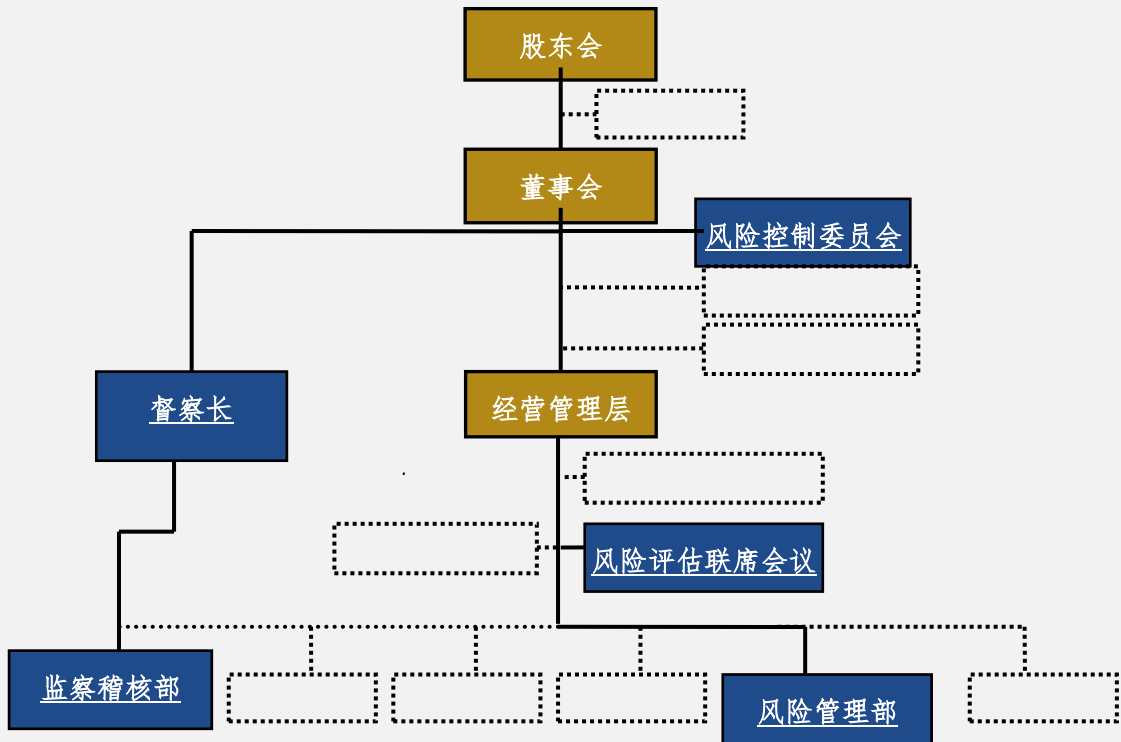 股东会
董事会
风险控制委员会
督察长
经营管理层
风险评估联席会议
监察稽核部
风险管理部